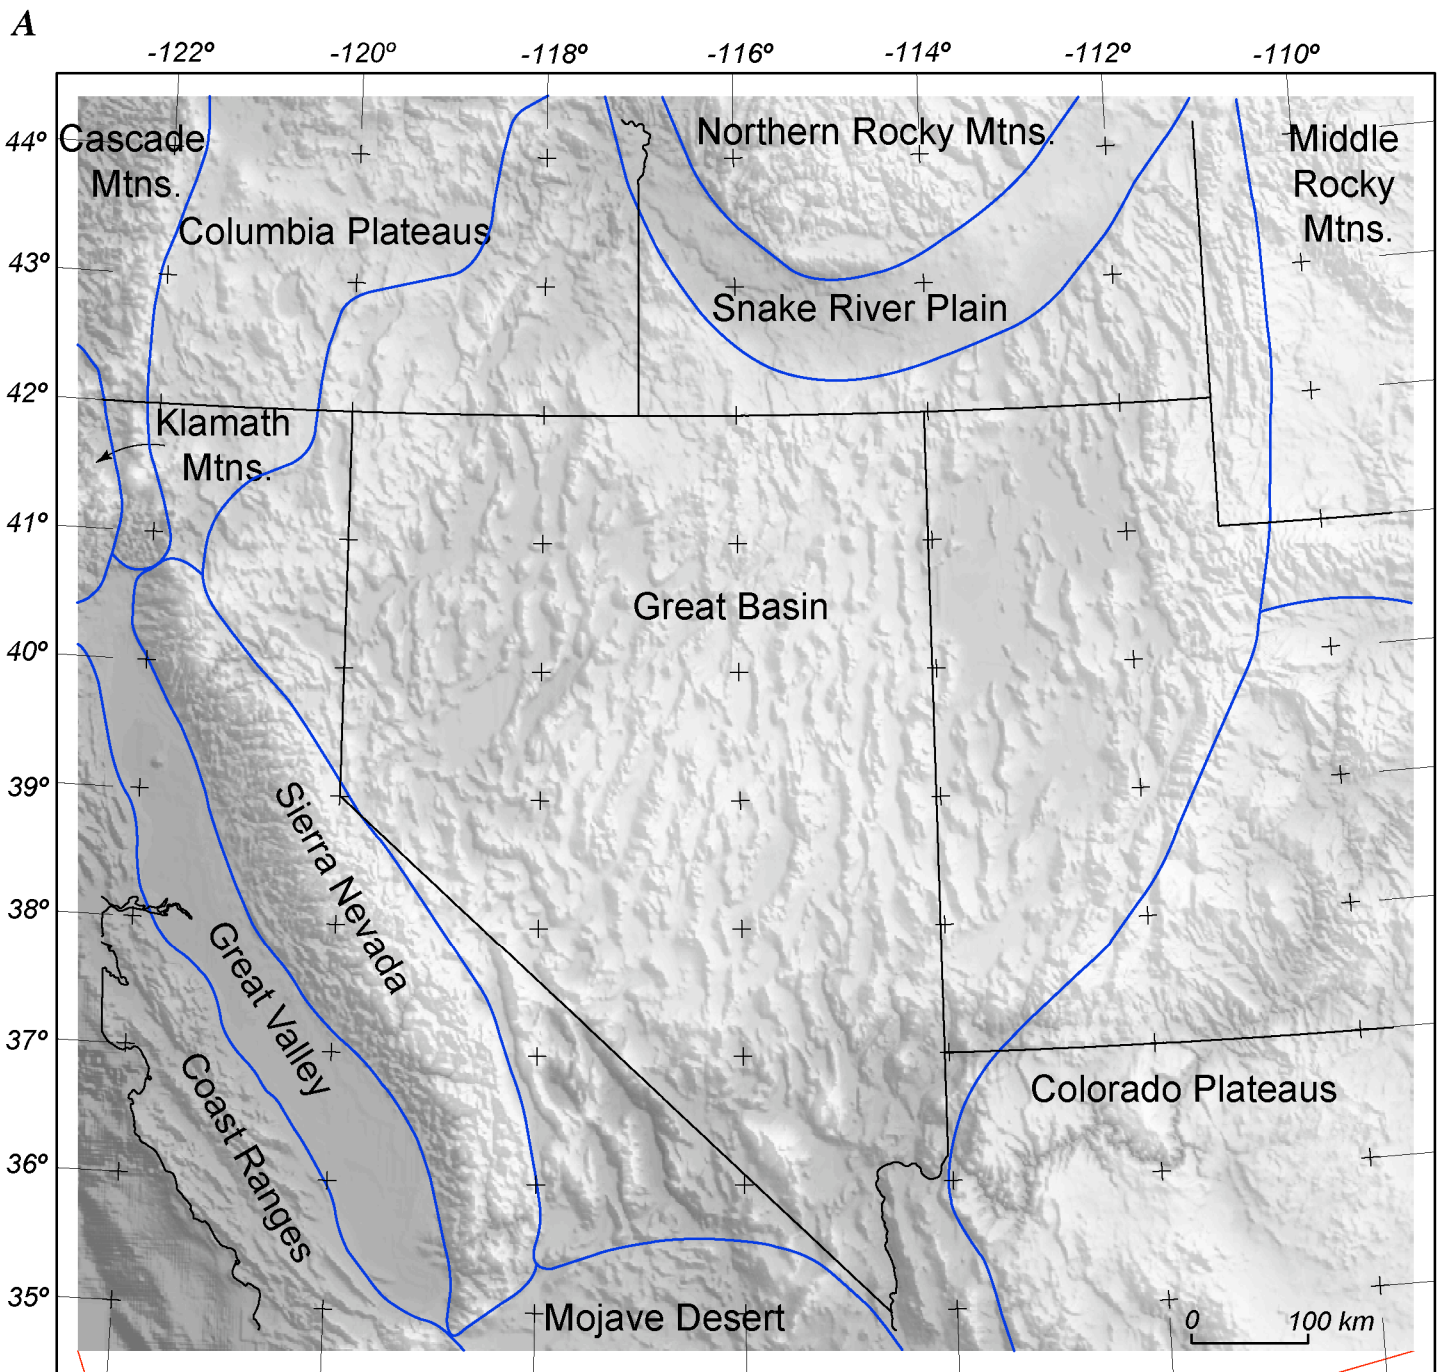 A
-122º -120º -118º -116º -114º -112º -110º
44º
43º
42º
41º
40º
39º
38º
37º
36º
35º
Cascade
Mtns.
Northern Rocky Mtns.
Middle
Rocky
Mtns.
Columbia Plateaus
Snake River Plain
Klamath
Mtns.
Great Basin
Sierra Nevada
Great Valley
Coast Ranges
Colorado Plateaus
Mojave Desert
0 100 km